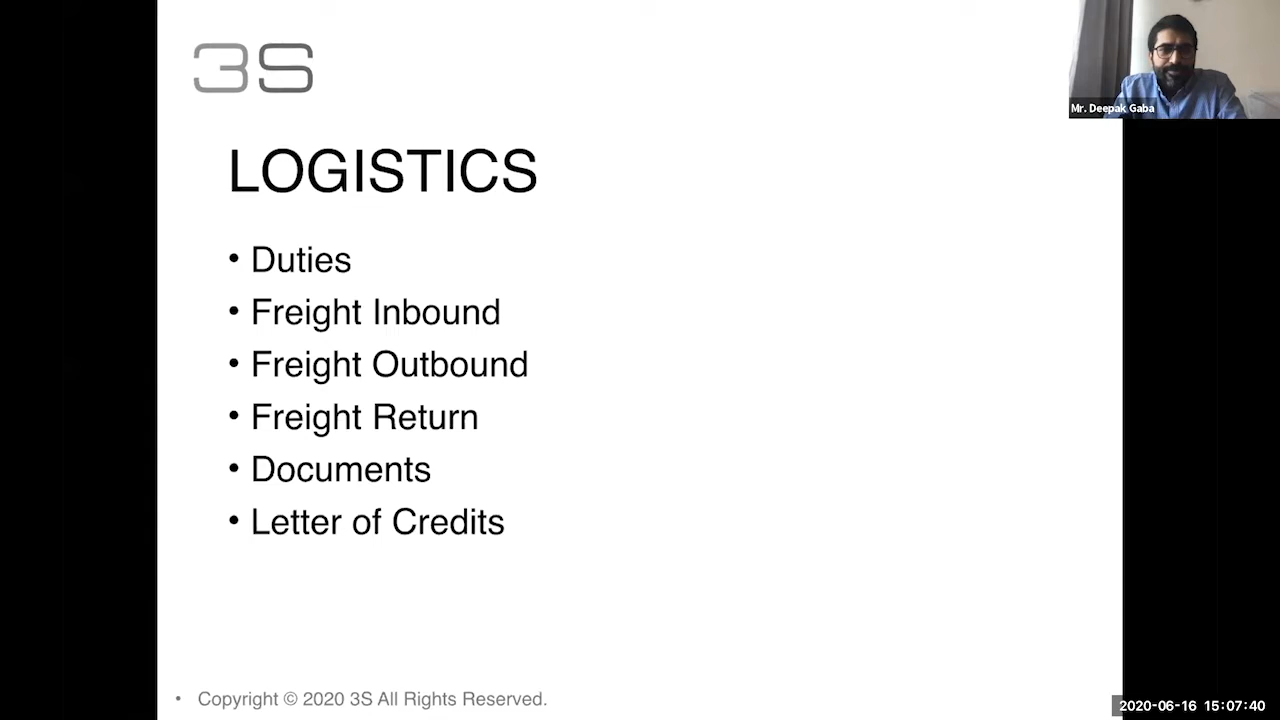 3S
Mr. Deepak Gaba
LOGISTICS
• Duties
• Freight Inbound
• Freight Outbound
• Freight Return
• Documents
• Letter of Credits
• Copyright © 2020 3S All Rights Reserved.
2020-06-16 15:07:40